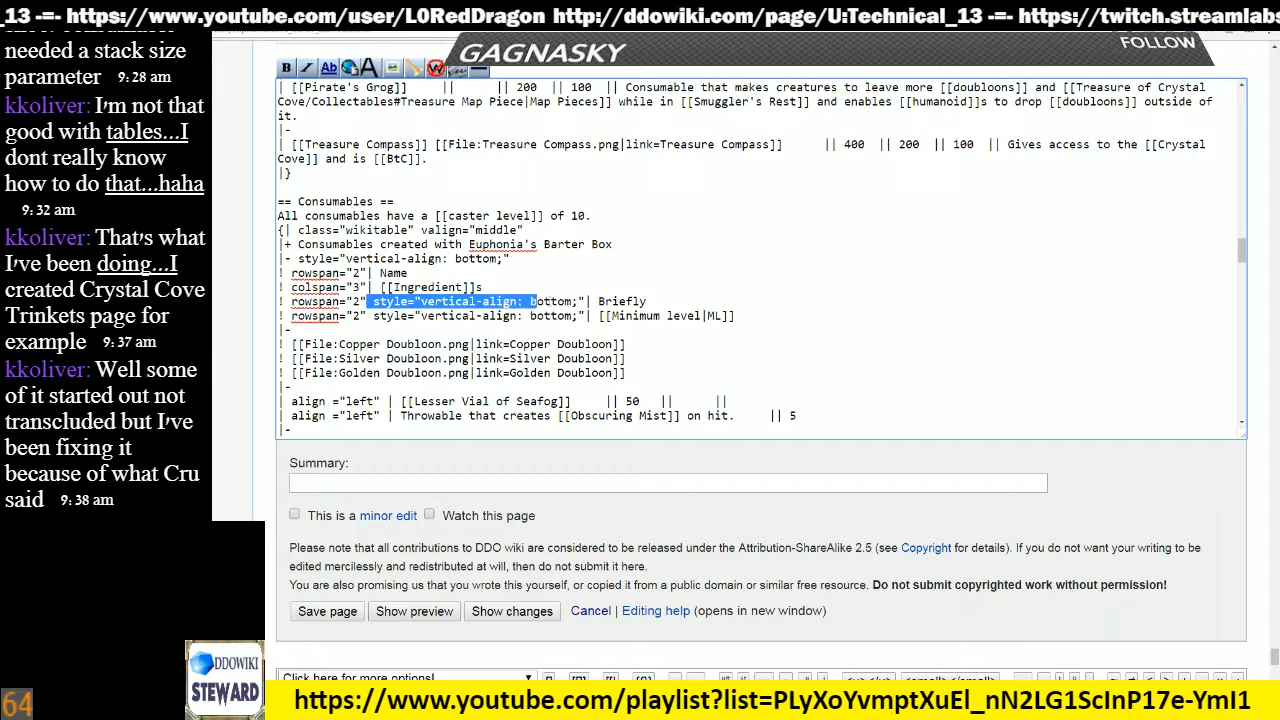 _13 -=- https://www.youtube.com/user/L0RedDragon http://ddowiki.com/page/U:Technical_13 -=- https://twitch.streamlabs
needed a stack size
parameter 9:28 am
kkoliver: I'm not that
good with tables...I
dont really know
how to do that...haha
9:32 am
kkoliver: That's what
I've been doing...I
created Crystal Cove
Trinkets page for
example 9:37 am
kkoliver: Well some
of it started out not
transcluded but I've
been fixing it
because of what Cru
said 9:38 am
GAGNASKY
FOLLOW
B I Ab A W
| [[Pirate's Grog]] || || 200 || 100 || Consumable that makes creatures to leave more [[doubloons]] and [[Treasure of Crystal
Cove/Collectables#Treasure Map Piece|Map Pieces]] while in [[Smuggler's Rest]] and enables [[humanoid]]s to drop [[doubloons]] outside of
it.
|-
| [[Treasure Compass]] [[File:Treasure Compass.png|link=Treasure Compass]] || 400 || 200 || 100 || Gives access to the [[Crystal
Cove]] and is [[BtC]].
|}
== Consumables ==
All consumables have a [[caster level]] of 10.
{| class="wikitable" valign="middle"
|+ Consumables created with Euphonia's Barter Box
|- style="vertical-align: bottom;"
! rowspan="2"| Name
! colspan="3"| [[Ingredient]]s
! rowspan="2" style="vertical-align: bottom;"| Briefly
! rowspan="2" style="vertical-align: bottom;"| [[Minimum level|ML]]
|-
! [[File:Copper Doubloon.png|link=Copper Doubloon]]
! [[File:Silver Doubloon.png|link=Silver Doubloon]]
! [[File:Golden Doubloon.png|link=Golden Doubloon]]
|-
| align ="left" | [[Lesser Vial of Seafog]] || 50 || ||
| align ="left" | Throwable that creates [[Obscuring Mist]] on hit. || 5
|-
Summary:
This is a minor edit Watch this page
Please note that all contributions to DDO wiki are considered to be released under the Attribution-ShareAlike 2.5 (see Copyright for details). If you do not want your writing to be
edited mercilessly and redistributed at will, then do not submit it here.
You are also promising us that you wrote this yourself, or copied it from a public domain or similar free resource. Do not submit copyrighted work without permission!
Save page Show preview Show changes Cancel | Editing help (opens in new window)
Click here for more options!
DDOWIKI
STEWARD
64
https://www.youtube.com/playlist?list=PLyXoYvmptXuEl_nN2LG1ScInP17e-YmI1